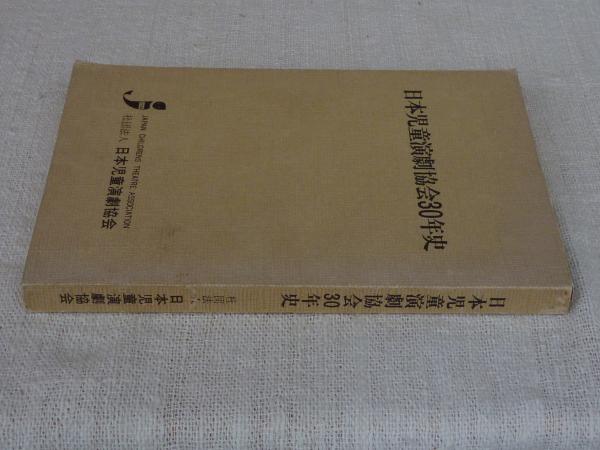 日本児童演劇協会30年史
JAPAN CHILDRENS THEATRE ASSOCIATION
社団法人 日本児童演劇協会
日本児童演劇協会30年史
社団法人 日本児童演劇協会